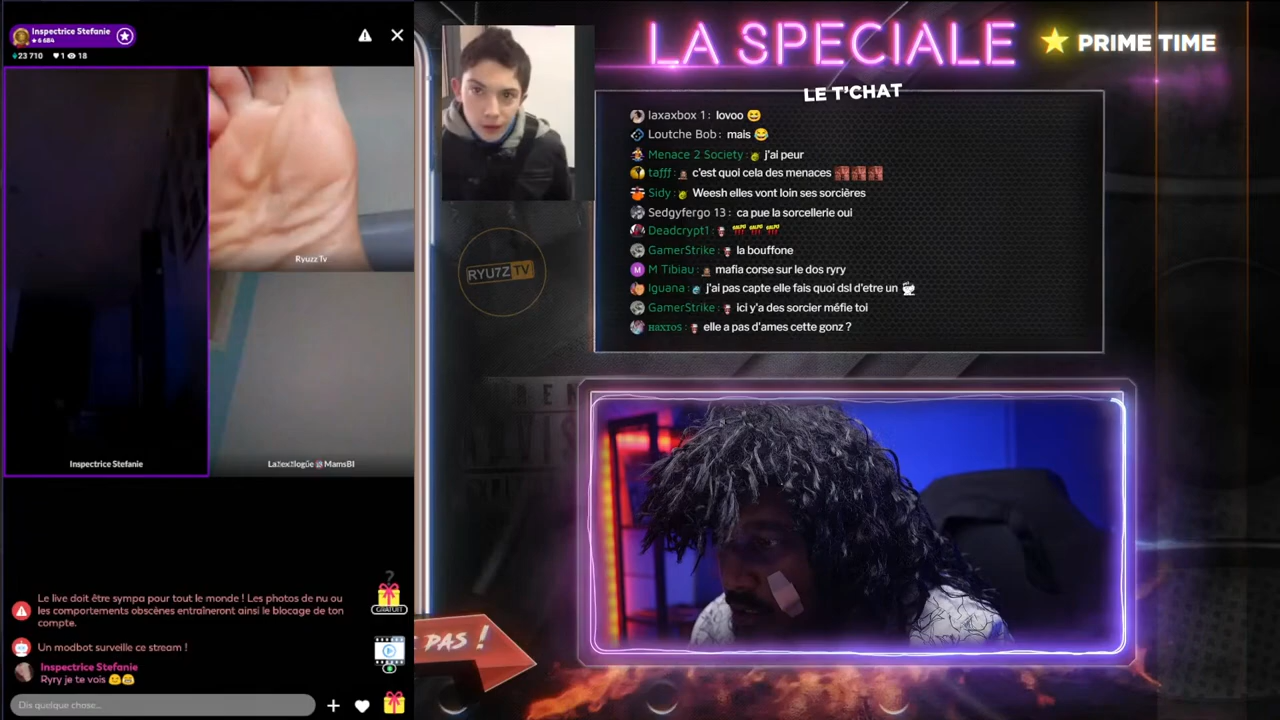 Inspectrice Stefanie
6 684
23 710 1 18
Ryuzz Tv
Inspectrice Stefanie
MamsBl
Le live doit être sympa pour tout le monde ! Les photos de nu ou
les comportements obscènes entraîneront ainsi le blocage de ton
compte.
Un modbot surveille ce stream !
Inspectrice Stefanie
Ryry je te vois 😉🤭
Dis quelque chose...
?
GRATUIT
LA SPECIALE
PRIME TIME
LE T'CHAT
laxaxbox 1 : lovoo 😅
Loutche Bob : mais 😂
Menace 2 Society : j'ai peur
tafff : c'est quoi cela des menaces
Sidy : Weesh elles vont loin ses sorcières
Sedgyfergo 13 : ca pue la sorcellerie oui
Deadcrypt1 :
GamerStrike : la bouffone
M Tibiau : mafia corse sur le dos ryry
Iguana : j'ai pas capte elle fais quoi dsl d'etre un
GamerStrike : ici y'a des sorcier méfie toi
ʜᴀxᴛᴏs : elle a pas d'ames cette gonz ?
RYU7Z TV
PAS !